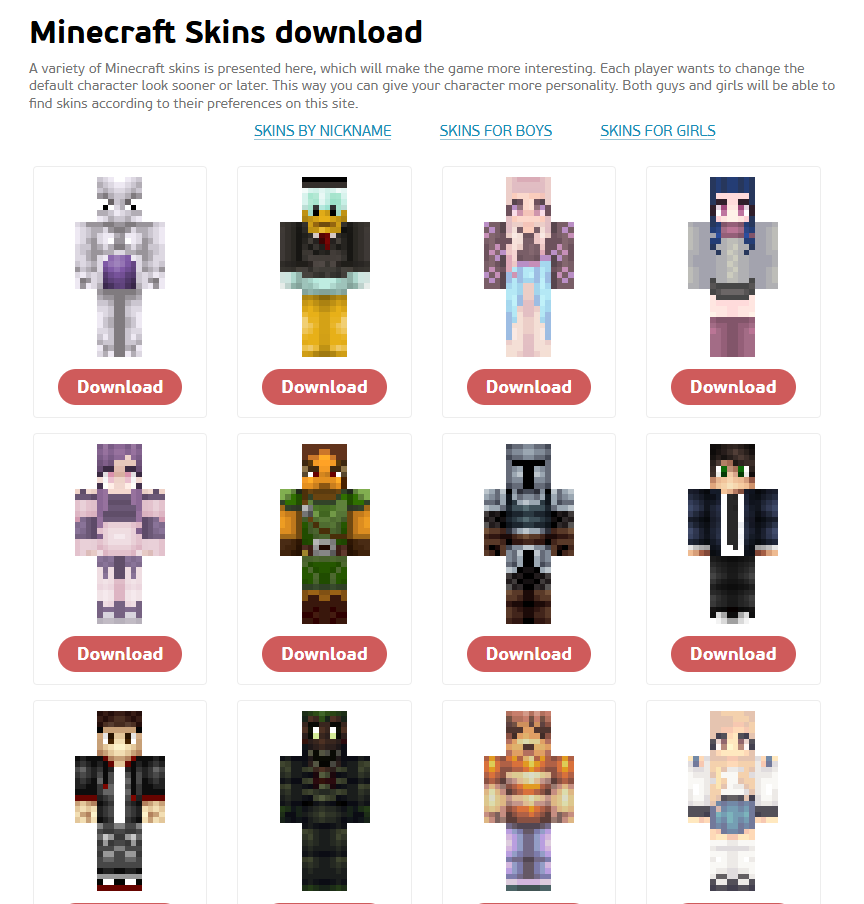 Minecraft Skins download
A variety of Minecraft skins is presented here, which will make the game more interesting. Each player wants to change the
default character look sooner or later. This way you can give your character more personality. Both guys and girls will be able to
find skins according to their preferences on this site.
SKINS BY NICKNAME SKINS FOR BOYS SKINS FOR GIRLS
Download Download Download Download
Download Download Download Download